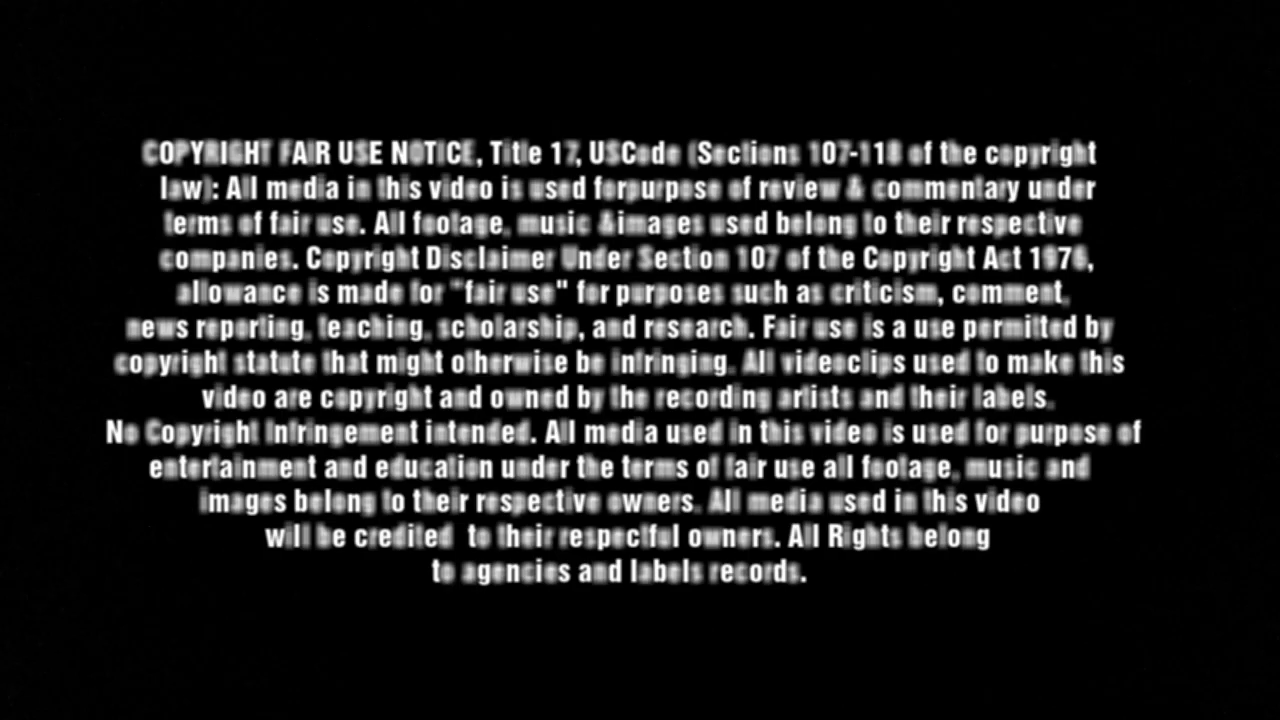 COPYRIGHT FAIR USE NOTICE, Title 17, USCode (Sections 107-118 of the copyright
law): All media in this video is used forpurpose of review & commentary under
terms of fair use. All footage, music &images used belong to their respective
companies. Copyright Disclaimer Under Section 107 of the Copyright Act 1976,
allowance is made for "fair use" for purposes such as criticism, comment,
news reporting, teaching, scholarship, and research. Fair use is a use permitted by
copyright statute that might otherwise be infringing. All videoclips used to make this
video are copyright and owned by the recording artists and their labels.
No Copyright Infringement intended. All media used in this video is used for purpose of
entertainment and education under the terms of fair use all footage, music and
images belong to their respective owners. All media used in this video
will be credited to their respectful owners. All Rights belong
to agencies and labels records.